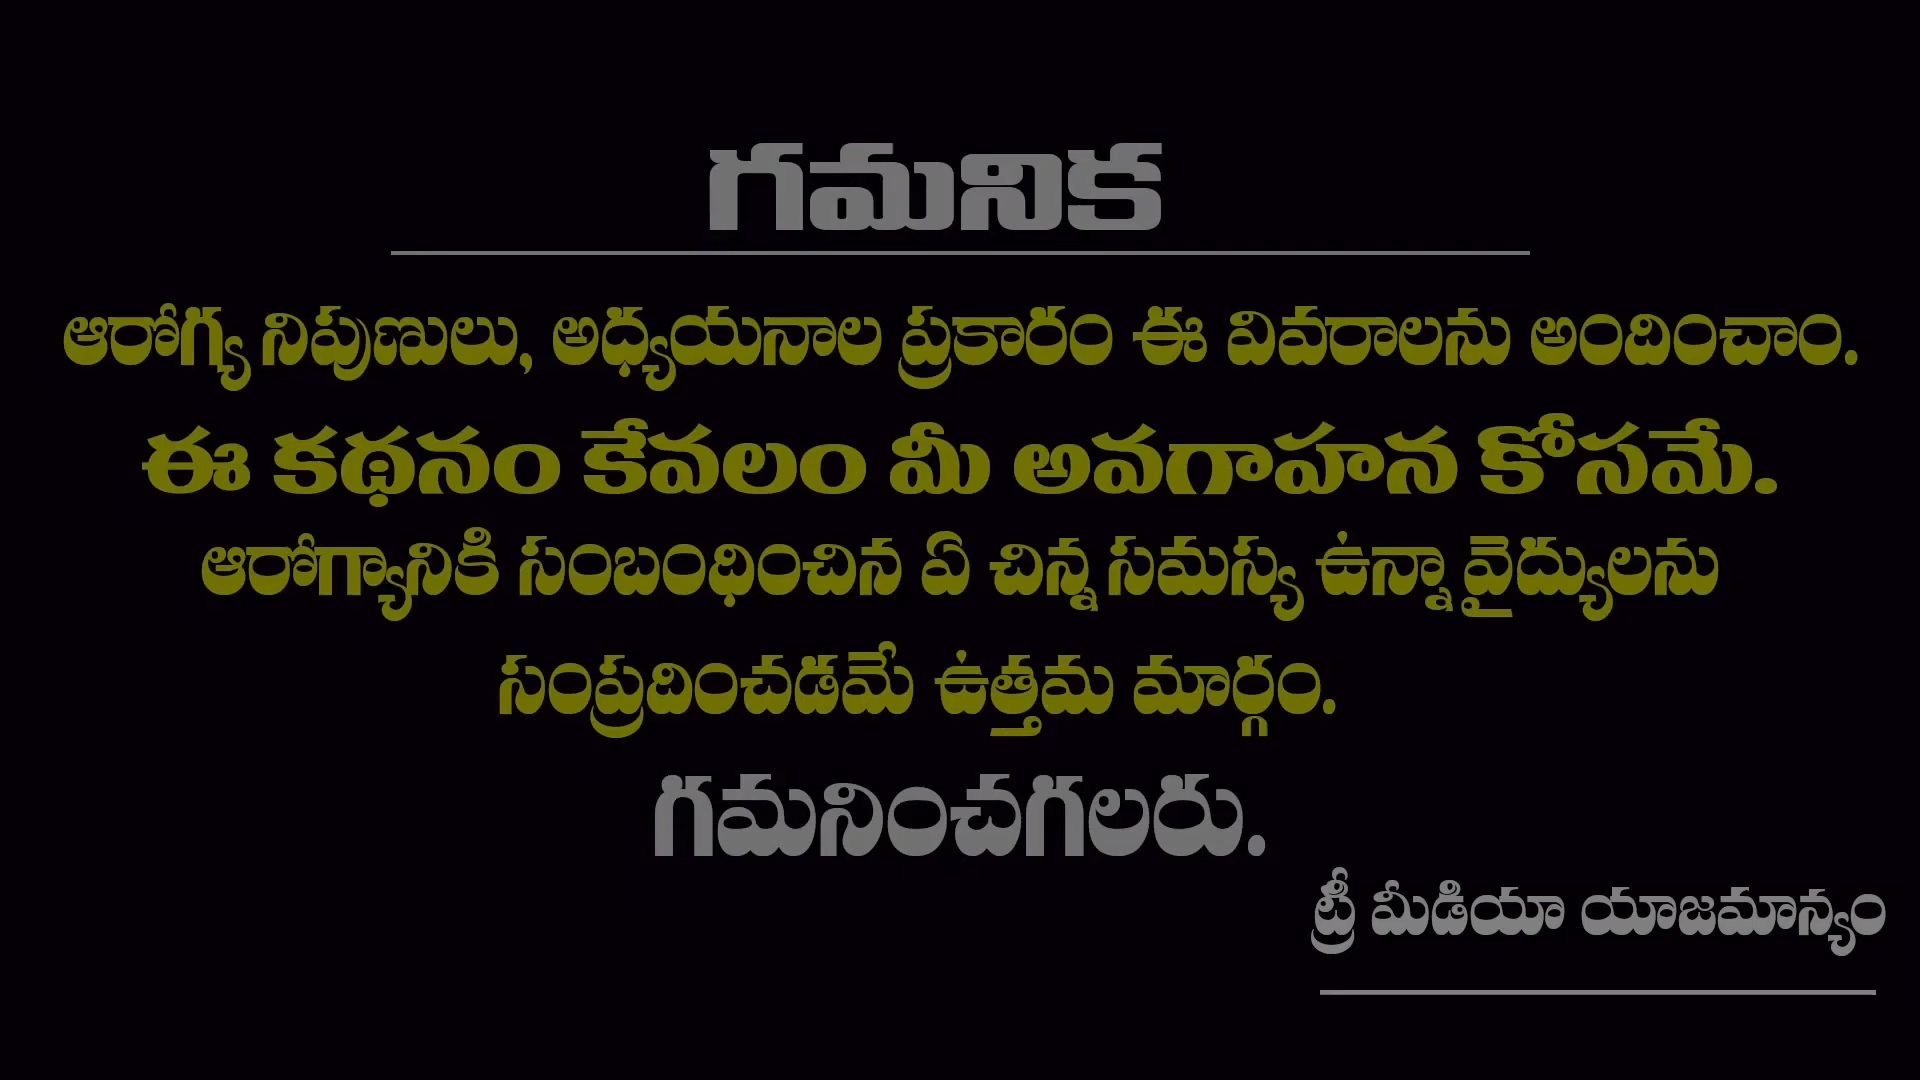 గమనిక
ఆరోగ్య నిపుణులు, అధ్యయనాల ప్రకారం ఈ వివరాలను అందించాం.
ఈ కథనం కేవలం మీ అవగాహన కోసమే.
ఆరోగ్యానికి సంబంధించిన ఏ చిన్న సమస్య ఉన్నా వైద్యులను
సంప్రదించడమే ఉత్తమ మార్గం.
గమనించగలరు.
ట్రీ మీడియా యాజమాన్యం